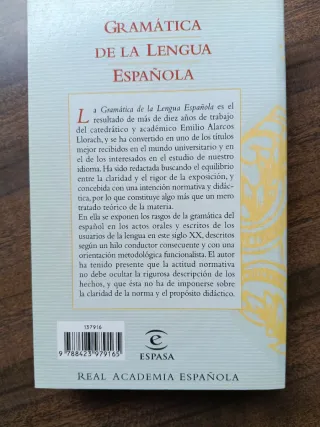 GRAMÁTICA
DE LA LENGUA
ESPAÑOLA
La Gramática de la Lengua Española es el
resultado de más de diez años de trabajo
del catedrático y académico Emilio Alarcos
Llorach, y se ha convertido en uno de los títulos
mejor recibidos en el mundo universitario y en
el de los interesados en el estudio de nuestro
idioma. Ha sido redactada buscando el equilibrio
entre la claridad y el rigor de la exposición, y
concebida con una intención normativa y didác-
tica, por lo que constituye algo más que un mero
tratado teórico de la materia.
En ella se exponen los rasgos de la gramática del
español en los actos orales y escritos de los
usuarios de la lengua en este siglo XX, descritos
según un hilo conductor consecuente y con una
orientación metodológica funcionalista. El autor
ha tenido presente que la actitud normativa
no debe ocultar la rigurosa descripción de los
hechos, y que ésta no ha de imponerse sobre
la claridad de la norma y el propósito didáctico.
157916
9 788423 979165
ESPASA
REAL ACADEMIA ESPAÑOLA